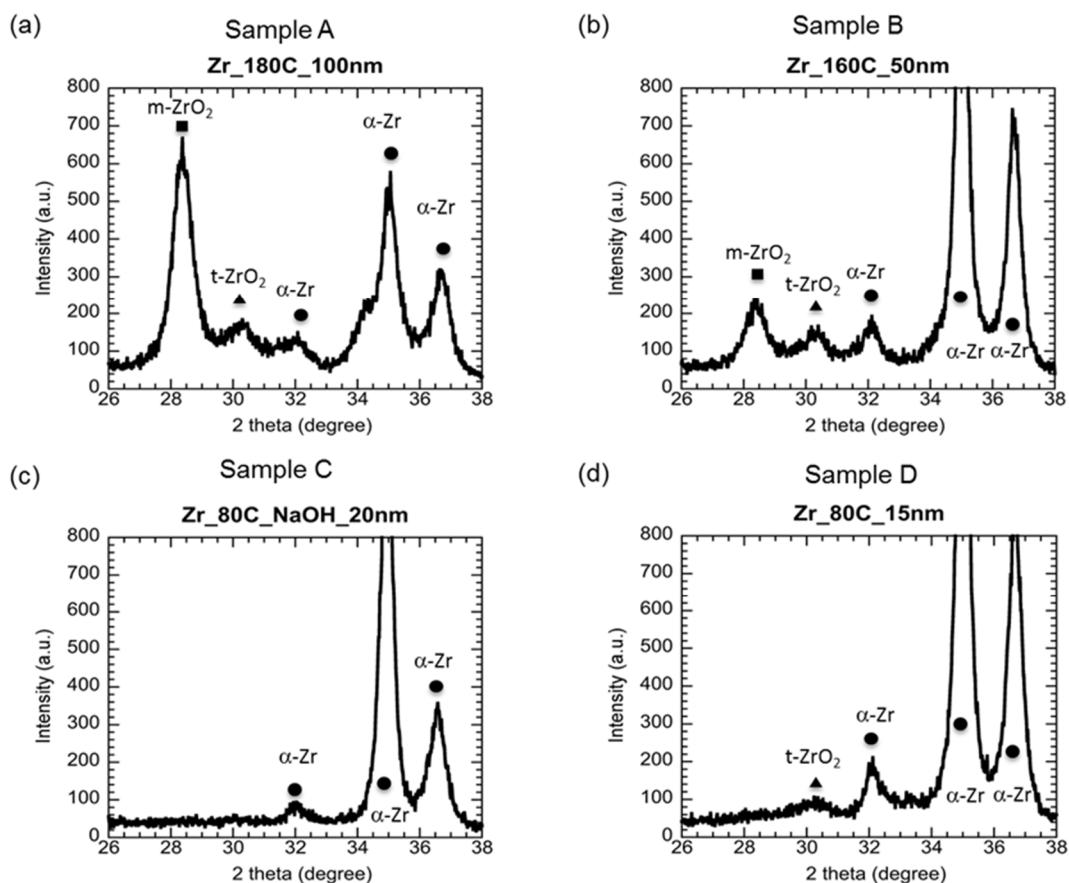 (a)
Sample A
Zr_180C_100nm
800
700
600
500
400
300
200
100
0
Intensity (a.u.)
m-ZrO₂
t-ZrO₂
α-Zr
α-Zr
α-Zr
26 28 30 32 34 36 38
2 theta (degree)
(b)
Sample B
Zr_160C_50nm
800
700
600
500
400
300
200
100
0
Intensity (a.u.)
m-ZrO₂
t-ZrO₂
α-Zr
α-Zr
α-Zr
26 28 30 32 34 36 38
2 theta (degree)
(c)
Sample C
Zr_80C_NaOH_20nm
800
700
600
500
400
300
200
100
0
Intensity (a.u.)
α-Zr
α-Zr
α-Zr
26 28 30 32 34 36 38
2 theta (degree)
(d)
Sample D
Zr_80C_15nm
800
700
600
500
400
300
200
100
0
Intensity (a.u.)
t-ZrO₂
α-Zr
α-Zr
α-Zr
26 28 30 32 34 36 38
2 theta (degree)